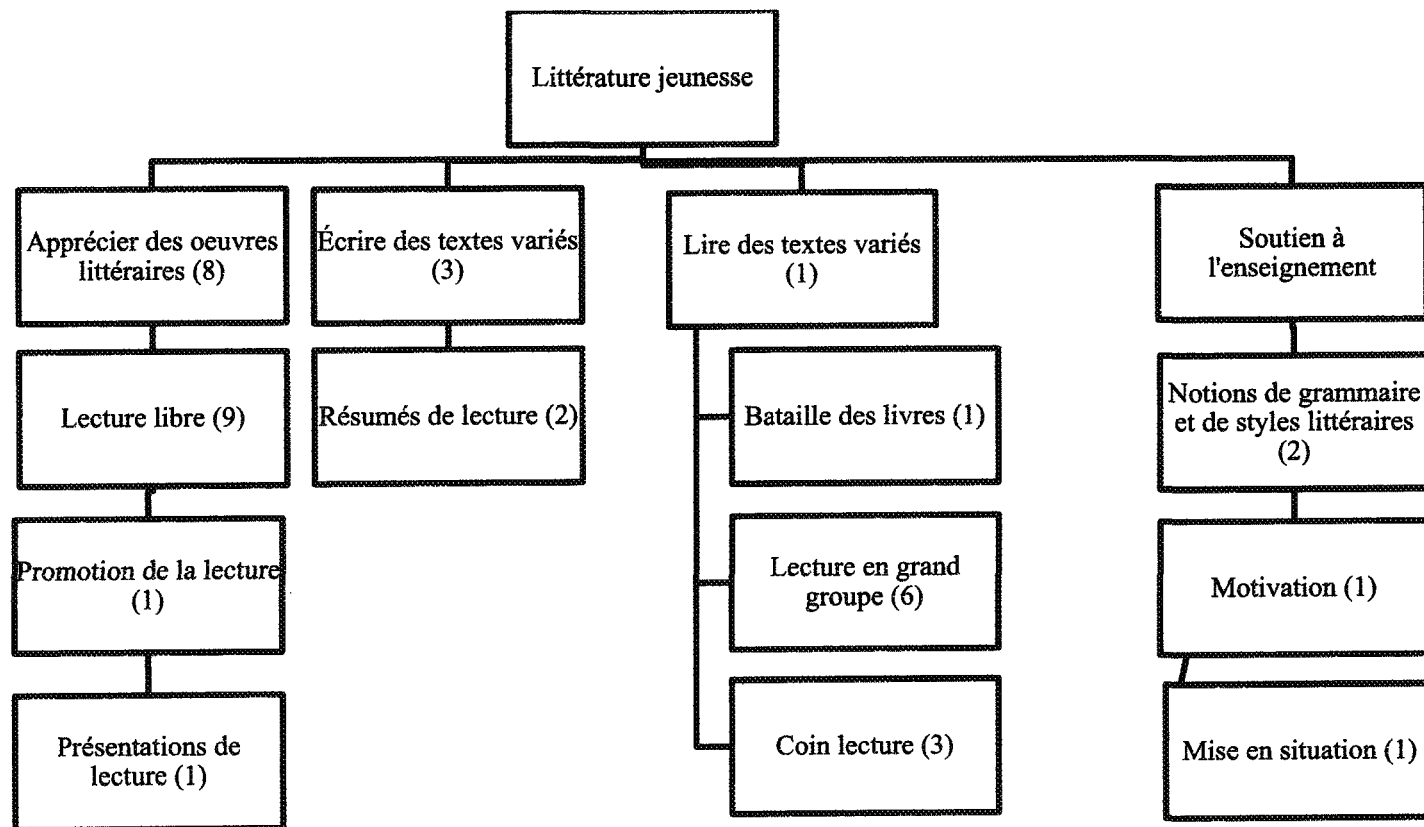 Littérature jeunesse
Apprécier des oeuvres
littéraires (8)
Écrire des textes variés
(3)
Lire des textes variés
(1)
Soutien à
l'enseignement
Lecture libre (9)
Résumés de lecture (2)
Bataille des livres (1)
Notions de grammaire
et de styles littéraires
(2)
Promotion de la lecture
(1)
Lecture en grand
groupe (6)
Motivation (1)
Présentations de
lecture (1)
Coin lecture (3)
Mise en situation (1)